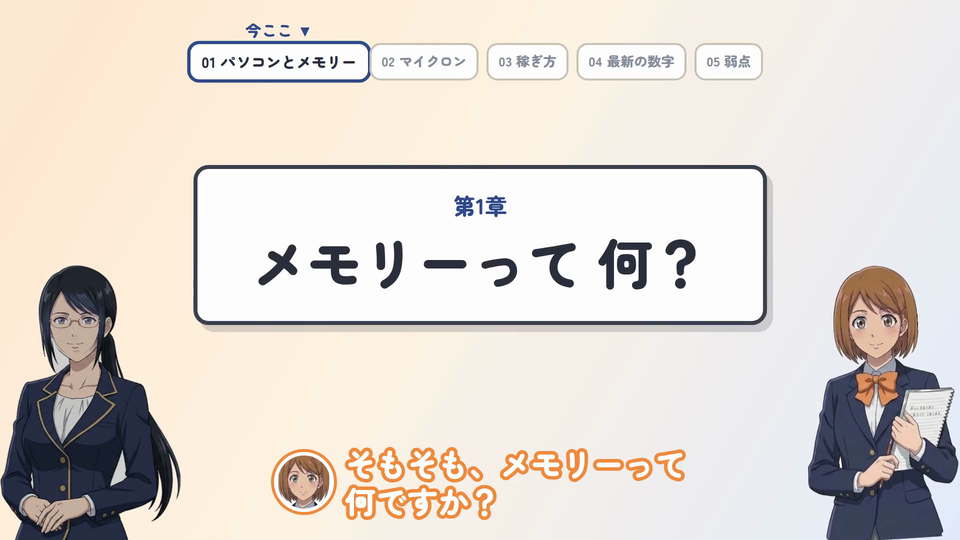 今ここ ▼
01 パソコンとメモリー
02 マイクロン
03 稼ぎ方
04 最新の数字
05 弱点
第1章
メモリーって 何？
そもそも、メモリーって
何ですか？